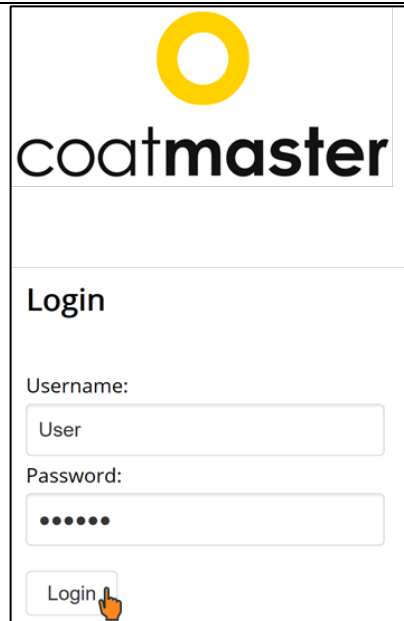 coatmaster
Login
Username:
User
Password:
●●●●●●
Login